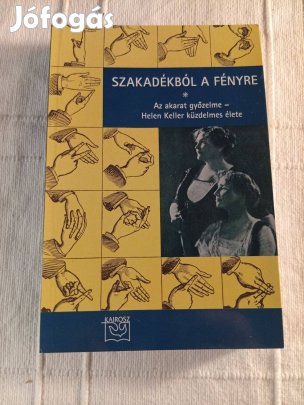 Jófogás
SZAKADÉKBÓL A FÉNYRE
*
Az akarat győzelme –
Helen Keller küzdelmes élete
KAIROSZ